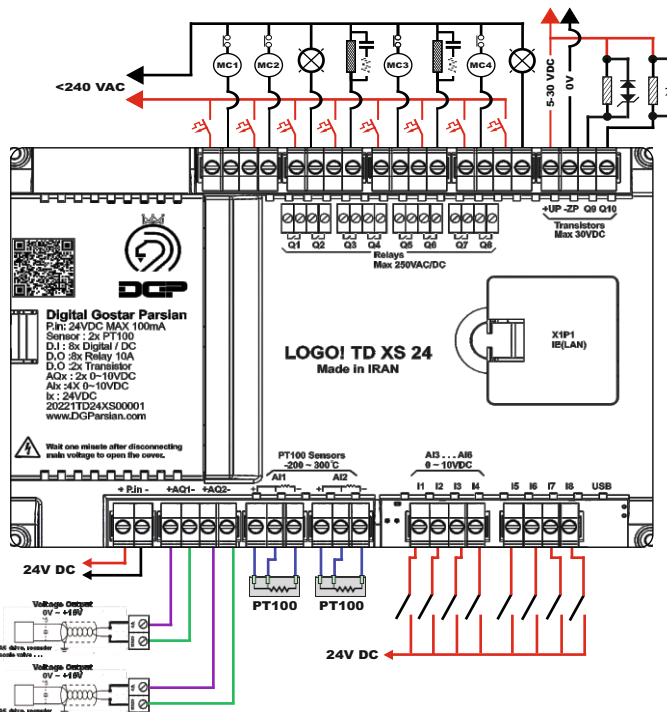 MC1
MC2
MC3
MC4
<240 VAC
5-30 VDC
0V
+UP -ZP Q9 Q10
Transistors
Max 30VDC
Q1 Q2 Q3 Q4 Q5 Q6 Q7 Q8
Relays
Max 250VAC/DC
DGP
Digital Gostar Parsian
P.in: 24VDC MAX 100mA
Sensor : 2x PT100
D.I : 8x Digital / DC
D.O :8x Relay 10A
D.O :2x Transistor
AQx : 2x 0~10VDC
AIx :4X 0~10VDC
Ix : 24VDC
20221TD24XS00001
www.DGParsian.com
LOGO! TD XS 24
Made in IRAN
X1P1
IE(LAN)
Wait one minute after disconnecting
main voltage to open the cover.
PT100 Sensors
-200 ~ 300°C
AI1 AI2
AI3 . . . AI6
0 ~ 10VDC
+ P.in - +AQ1- +AQ2- + - + -
I1 I2 I3 I4 I5 I6 I7 I8 USB
24V DC
PT100 PT100
24V DC
Voltage Output
0V ~ +15V
Voltage Output
0V ~ +15V